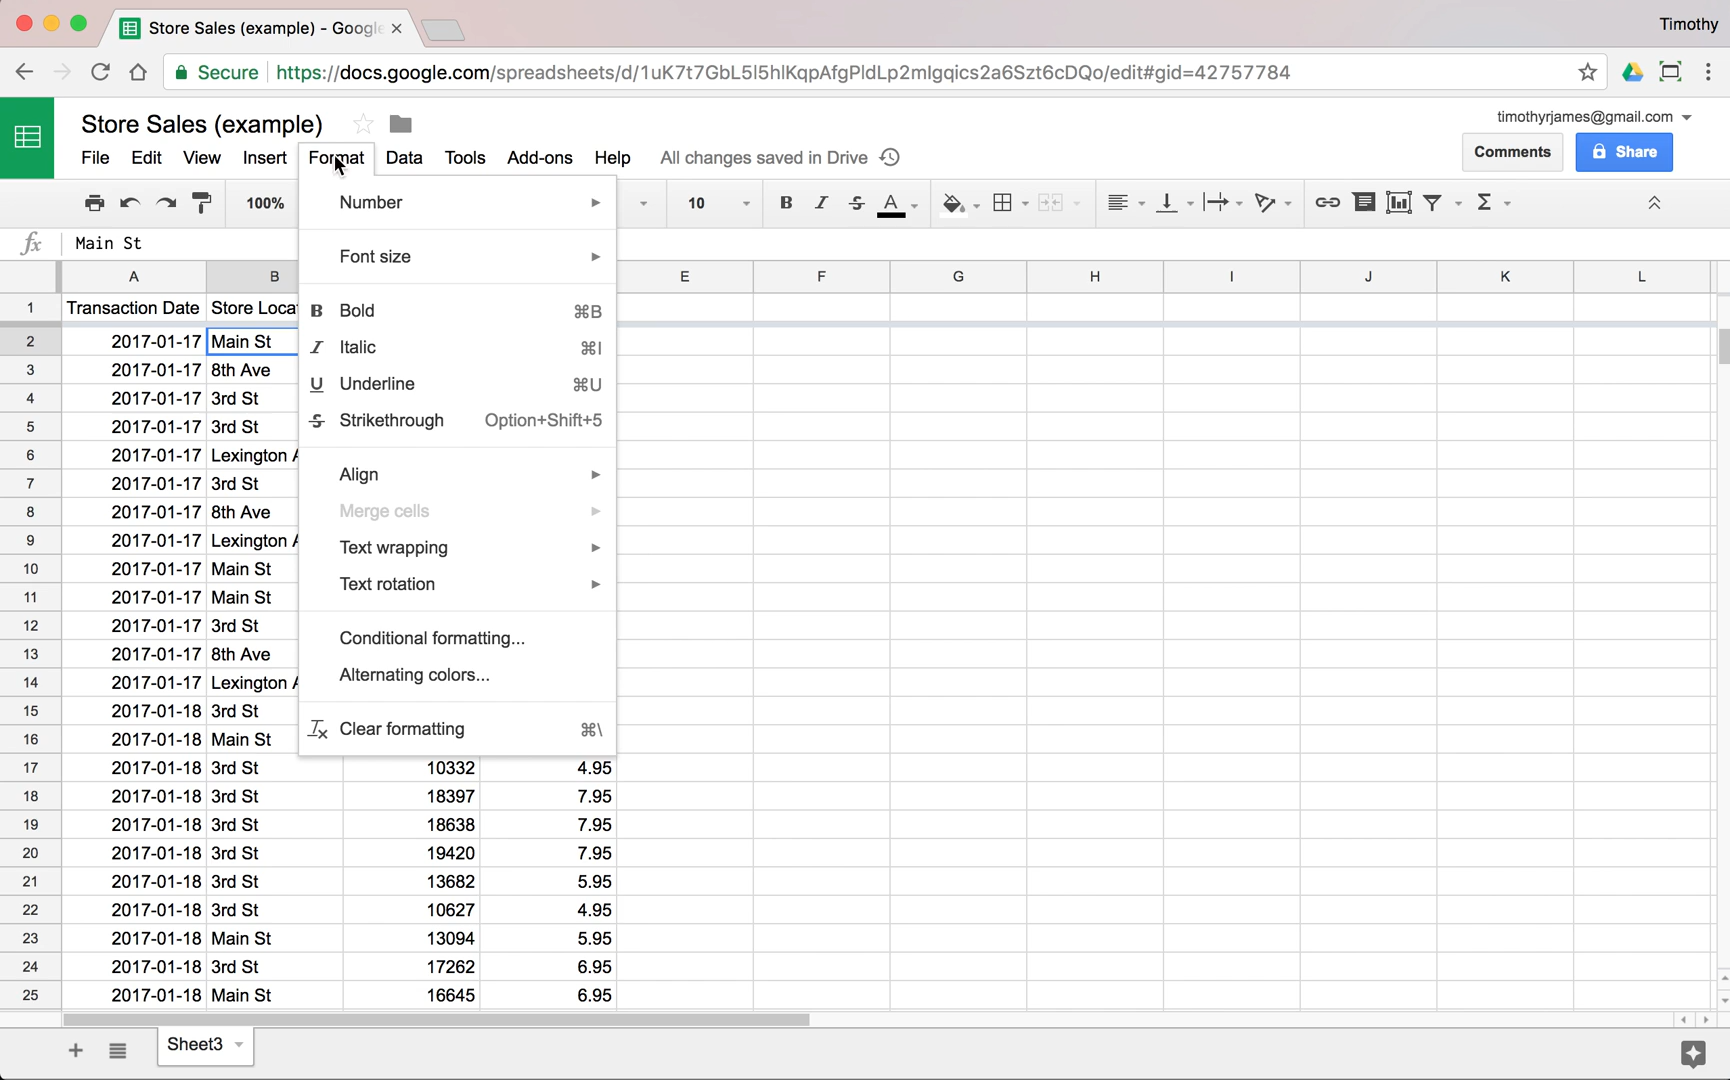 Store Sales (example) - Google
Timothy
Secure https://docs.google.com/spreadsheets/d/1uK7t7GbL5I5hlKqpAfgPldLp2mlgqics2a6Szt6cDQo/edit#gid=42757784
Store Sales (example)
timothyrjames@gmail.com
File Edit View Insert Format Data Tools Add-ons Help All changes saved in Drive
Comments Share
100% 10 B I S A Σ
fx Main St
A B E F G H I J K L
1 Transaction Date Store Loca
2 2017-01-17 Main St
3 2017-01-17 8th Ave
4 2017-01-17 3rd St
5 2017-01-17 3rd St
6 2017-01-17 Lexington A
7 2017-01-17 3rd St
8 2017-01-17 8th Ave
9 2017-01-17 Lexington A
10 2017-01-17 Main St
11 2017-01-17 Main St
12 2017-01-17 3rd St
13 2017-01-17 8th Ave
14 2017-01-17 Lexington A
15 2017-01-18 3rd St
16 2017-01-18 Main St
17 2017-01-18 3rd St 10332 4.95
18 2017-01-18 3rd St 18397 7.95
19 2017-01-18 3rd St 18638 7.95
20 2017-01-18 3rd St 19420 7.95
21 2017-01-18 3rd St 13682 5.95
22 2017-01-18 3rd St 10627 4.95
23 2017-01-18 Main St 13094 5.95
24 2017-01-18 3rd St 17262 6.95
25 2017-01-18 Main St 16645 6.95
Number
Font size
B Bold ⌘B
I Italic ⌘I
U Underline ⌘U
S Strikethrough Option+Shift+5
Align
Merge cells
Text wrapping
Text rotation
Conditional formatting...
Alternating colors...
Clear formatting ⌘\
Sheet3